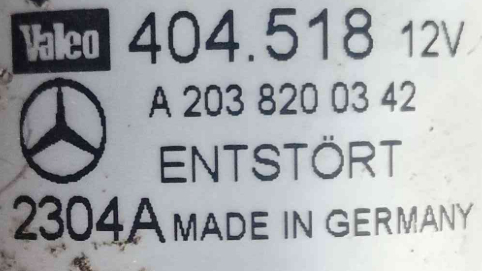 Valeo 404.518 12V
A 203 820 03 42
ENTSTÖRT
2304A MADE IN GERMANY